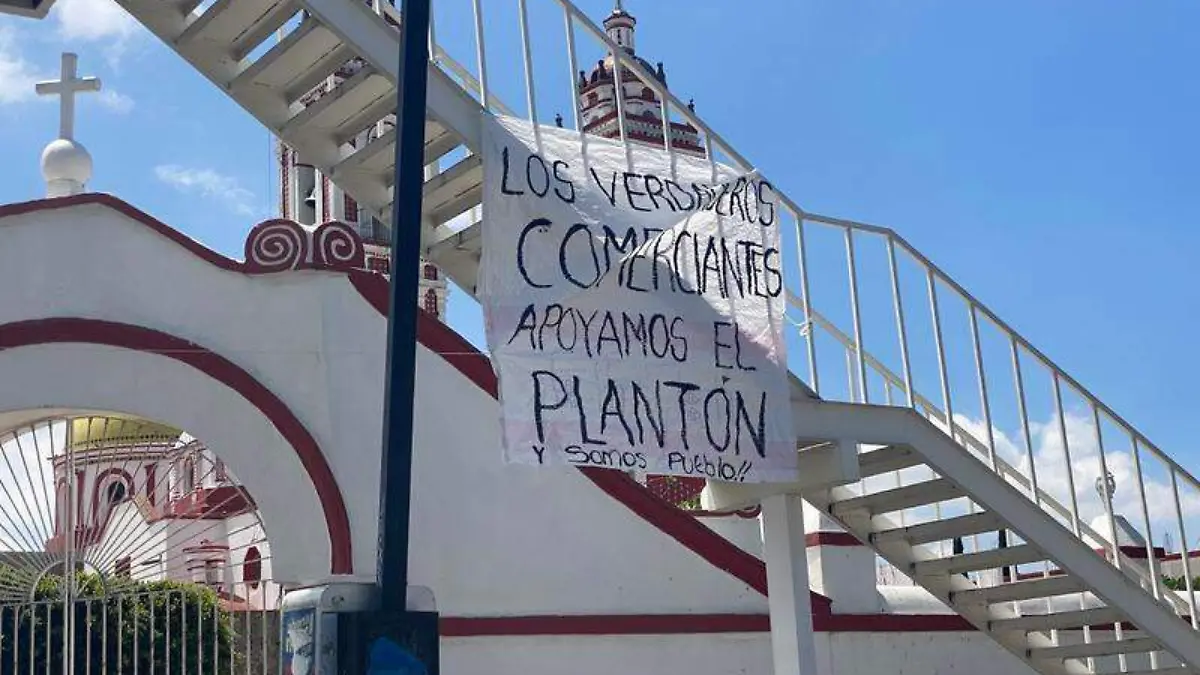 LOS VERDADEROS
COMERCIANTES
APOYAMOS EL
PLANTÓN
Y SOMOS PUEBLO!!